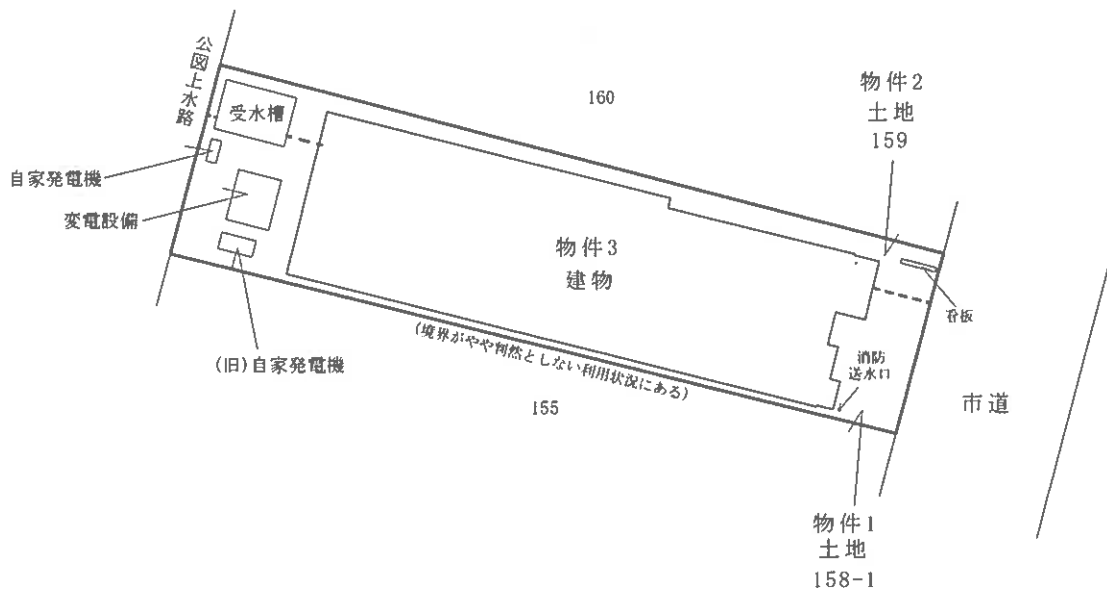 公図上水路
受水槽
160
物件2
土地
159
自家発電機
変電設備
物件3
建物
看板
(境界がやや判然としない利用状況にある)
消防
送水口
(旧)自家発電機
155
市道
物件1
土地
158-1